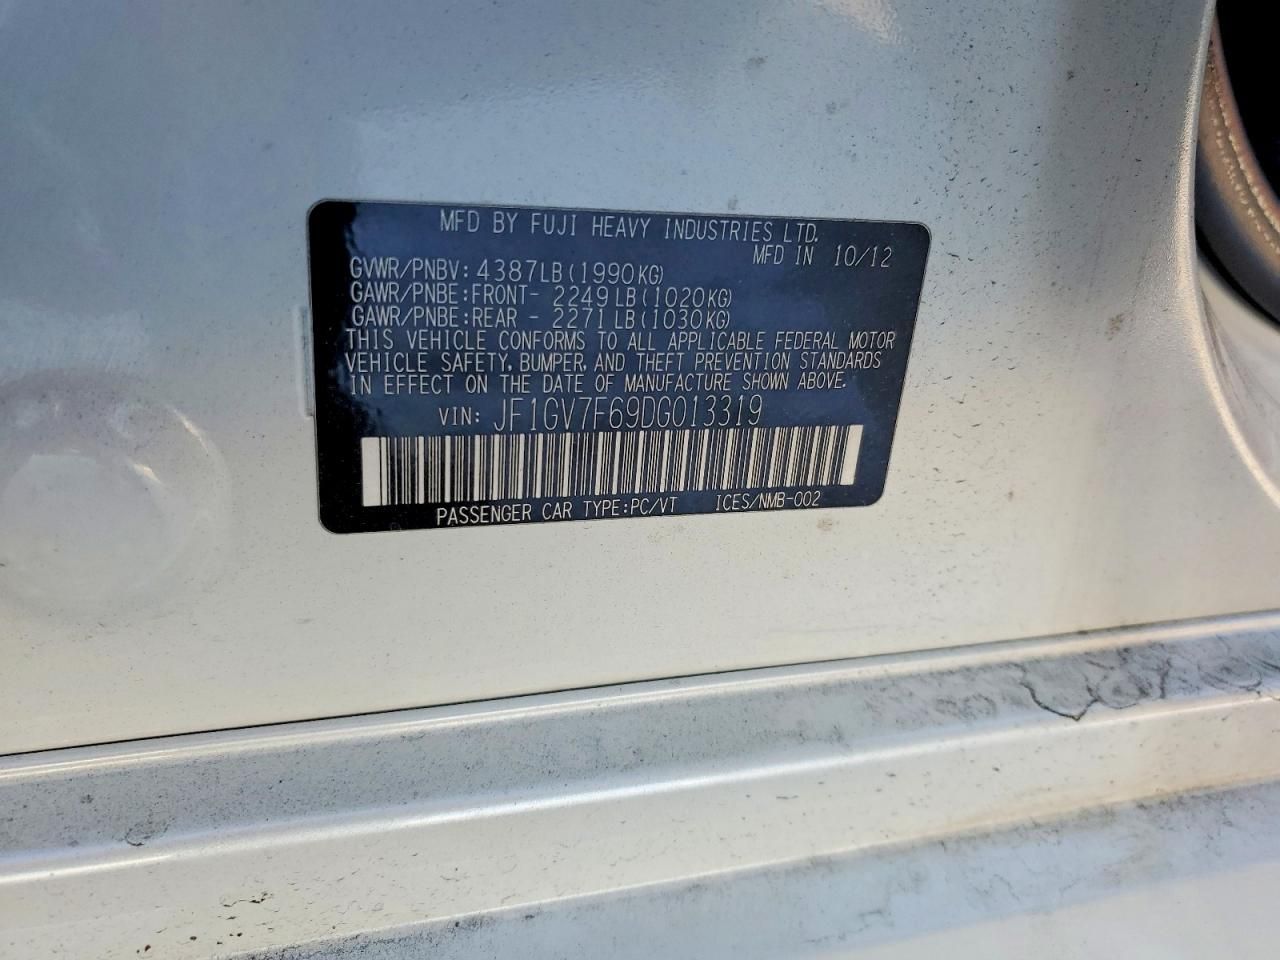 MFD BY FUJI HEAVY INDUSTRIES LTD.
MFD IN 10/12
GVWR/PNBV: 4387LB(1990KG)
GAWR/PNBE:FRONT- 2249LB(1020KG)
GAWR/PNBE:REAR - 2271LB(1030KG)
THIS VEHICLE CONFORMS TO ALL APPLICABLE FEDERAL MOTOR
VEHICLE SAFETY, BUMPER, AND THEFT PREVENTION STANDARDS
IN EFFECT ON THE DATE OF MANUFACTURE SHOWN ABOVE.
VIN: JF1GV7F69DG013319
PASSENGER CAR TYPE:PC/VT ICES/NMB-002